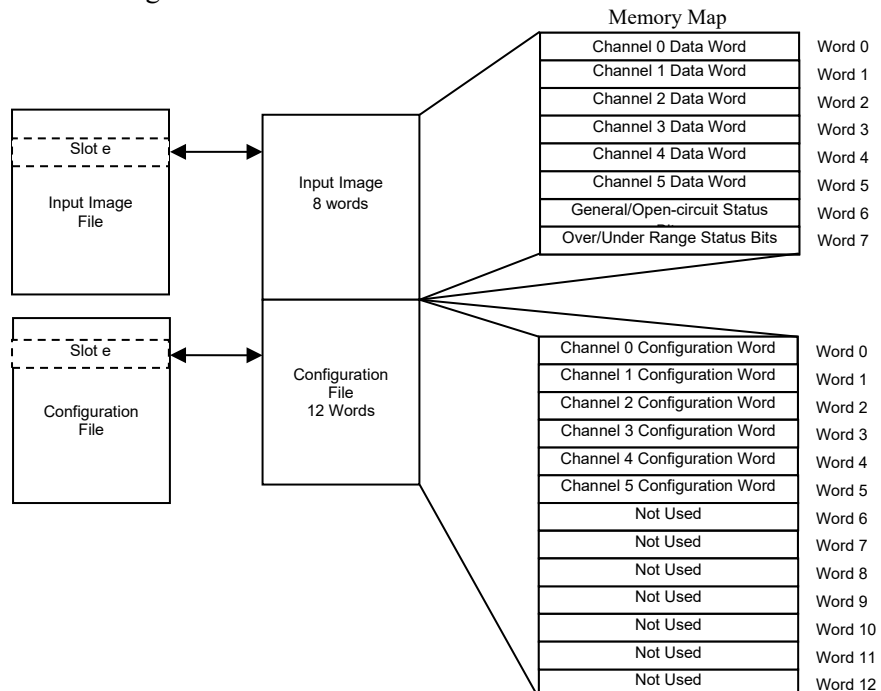 Memory Map
Channel 0 Data Word Word 0
Channel 1 Data Word Word 1
Channel 2 Data Word Word 2
Channel 3 Data Word Word 3
Channel 4 Data Word Word 4
Channel 5 Data Word Word 5
General/Open-circuit Status Word 6
Over/Under Range Status Bits Word 7
Slot e
Input Image
File
Input Image
8 words
Slot e
Configuration
File
Configuration
File
12 Words
Channel 0 Configuration Word Word 0
Channel 1 Configuration Word Word 1
Channel 2 Configuration Word Word 2
Channel 3 Configuration Word Word 3
Channel 4 Configuration Word Word 4
Channel 5 Configuration Word Word 5
Not Used Word 6
Not Used Word 7
Not Used Word 8
Not Used Word 9
Not Used Word 10
Not Used Word 11
Not Used Word 12